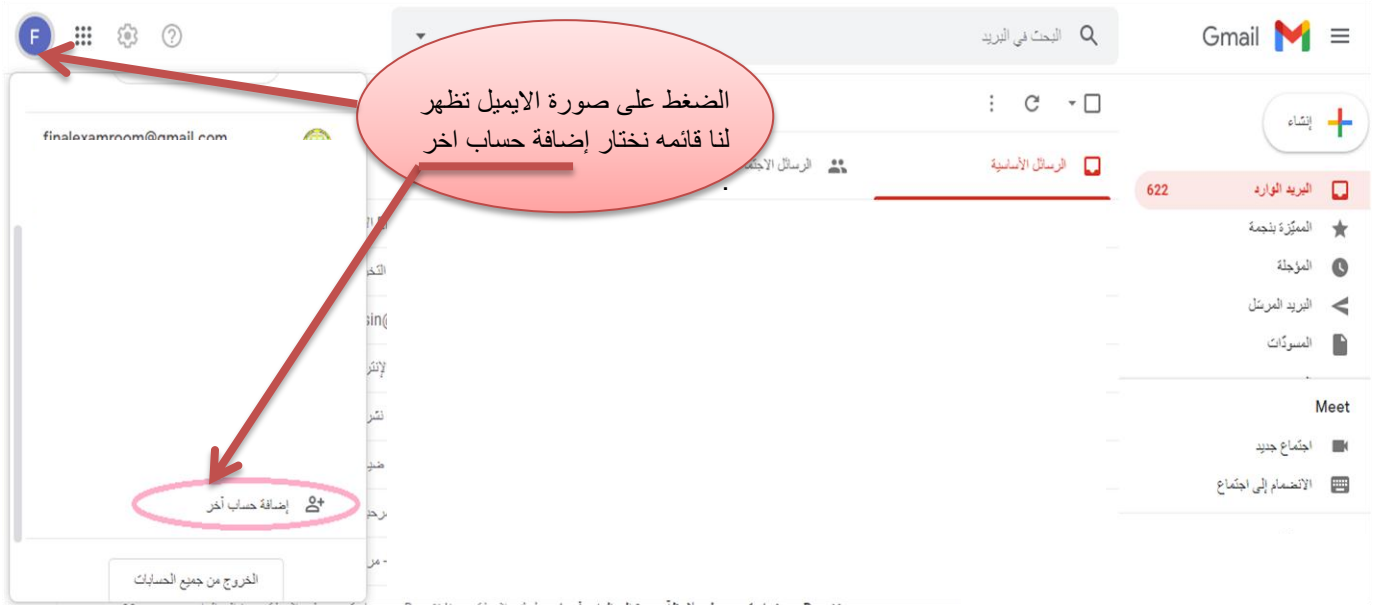 Gmail
البحث في البريد
F
إنشاء
البريد الوارد 622
المميّزة بنجمة
المؤجلة
البريد المرسَل
المسودّات
Meet
اجتماع جديد
الانضمام إلى اجتماع
الرسائل الأساسية
الرسائل
الضغط على صورة الايميل تظهر
لنا قائمه نختار إضافة حساب اخر
.
finalexamroom@gmail.com
إضافة حساب آخر
الخروج من جميع الحسابات